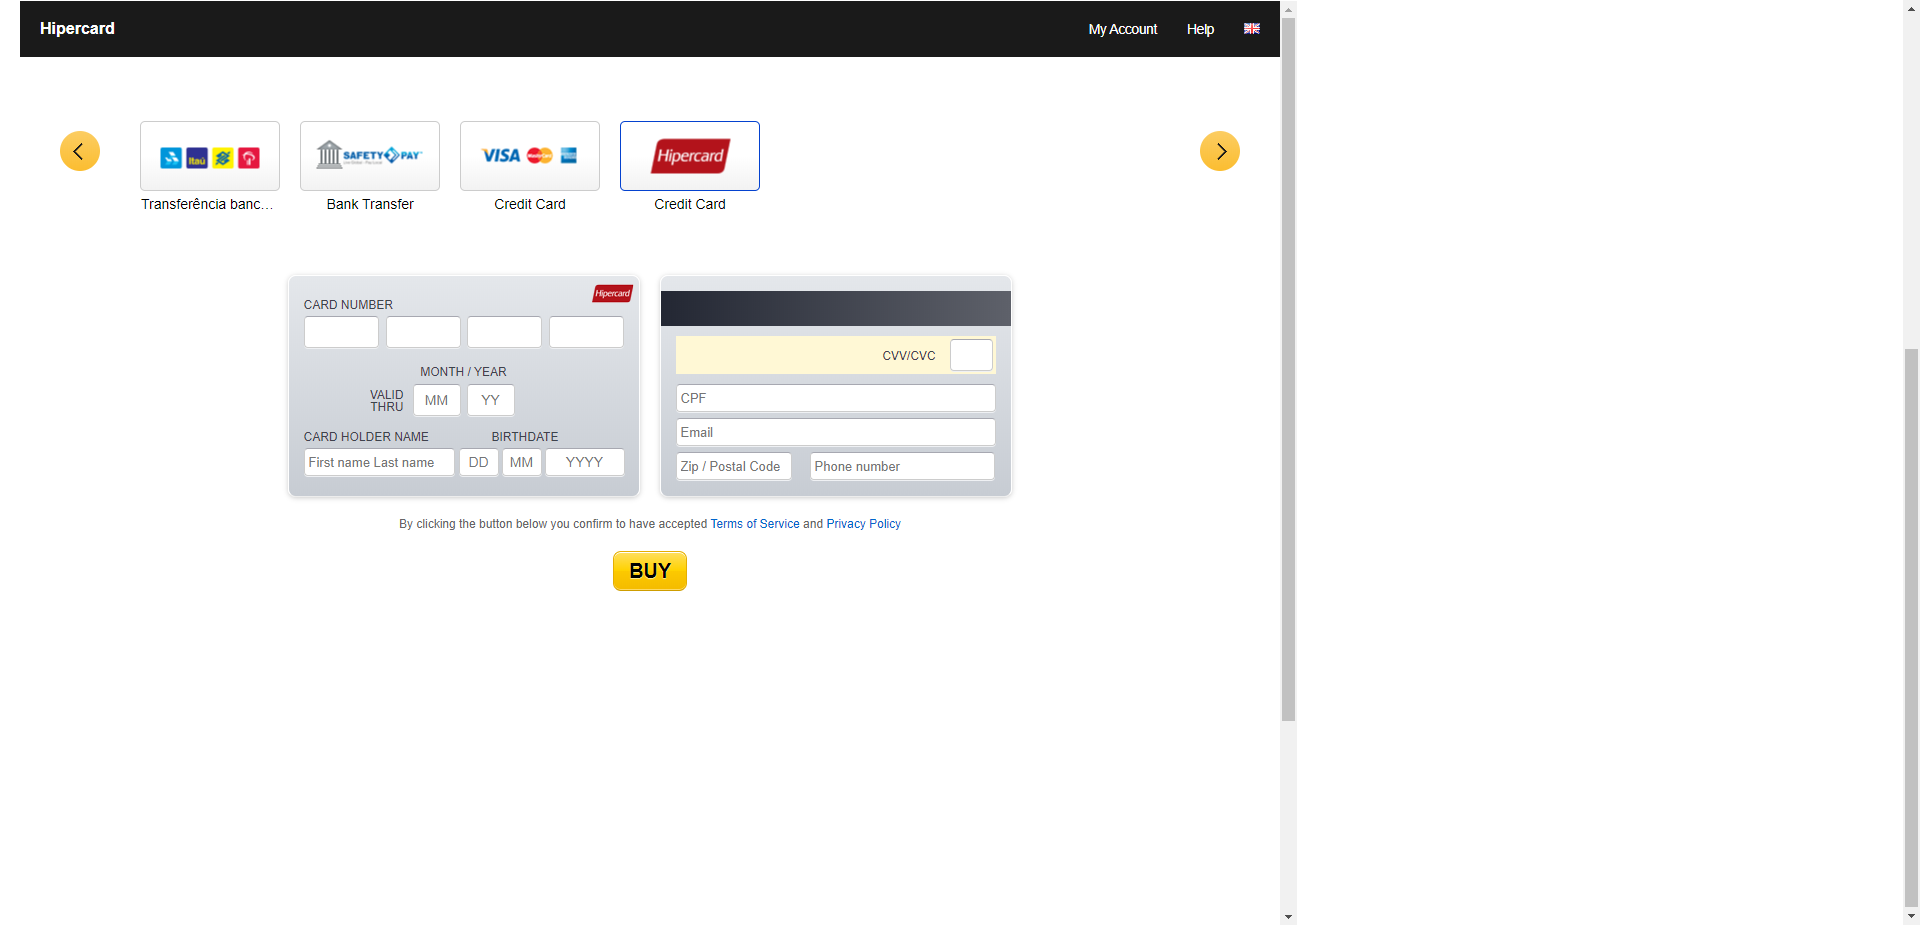 Hipercard
My Account
Help
Itaú
SAFETY PAY
VISA
MasterCard
Hipercard
Transferência banc...
Bank Transfer
Credit Card
Credit Card
Hipercard
CARD NUMBER
CVV/CVC
MONTH / YEAR
VALID THRU
MM
YY
CPF
Email
CARD HOLDER NAME
BIRTHDATE
First name Last name
DD
MM
YYYY
Zip / Postal Code
Phone number
By clicking the button below you confirm to have accepted Terms of Service and Privacy Policy
BUY